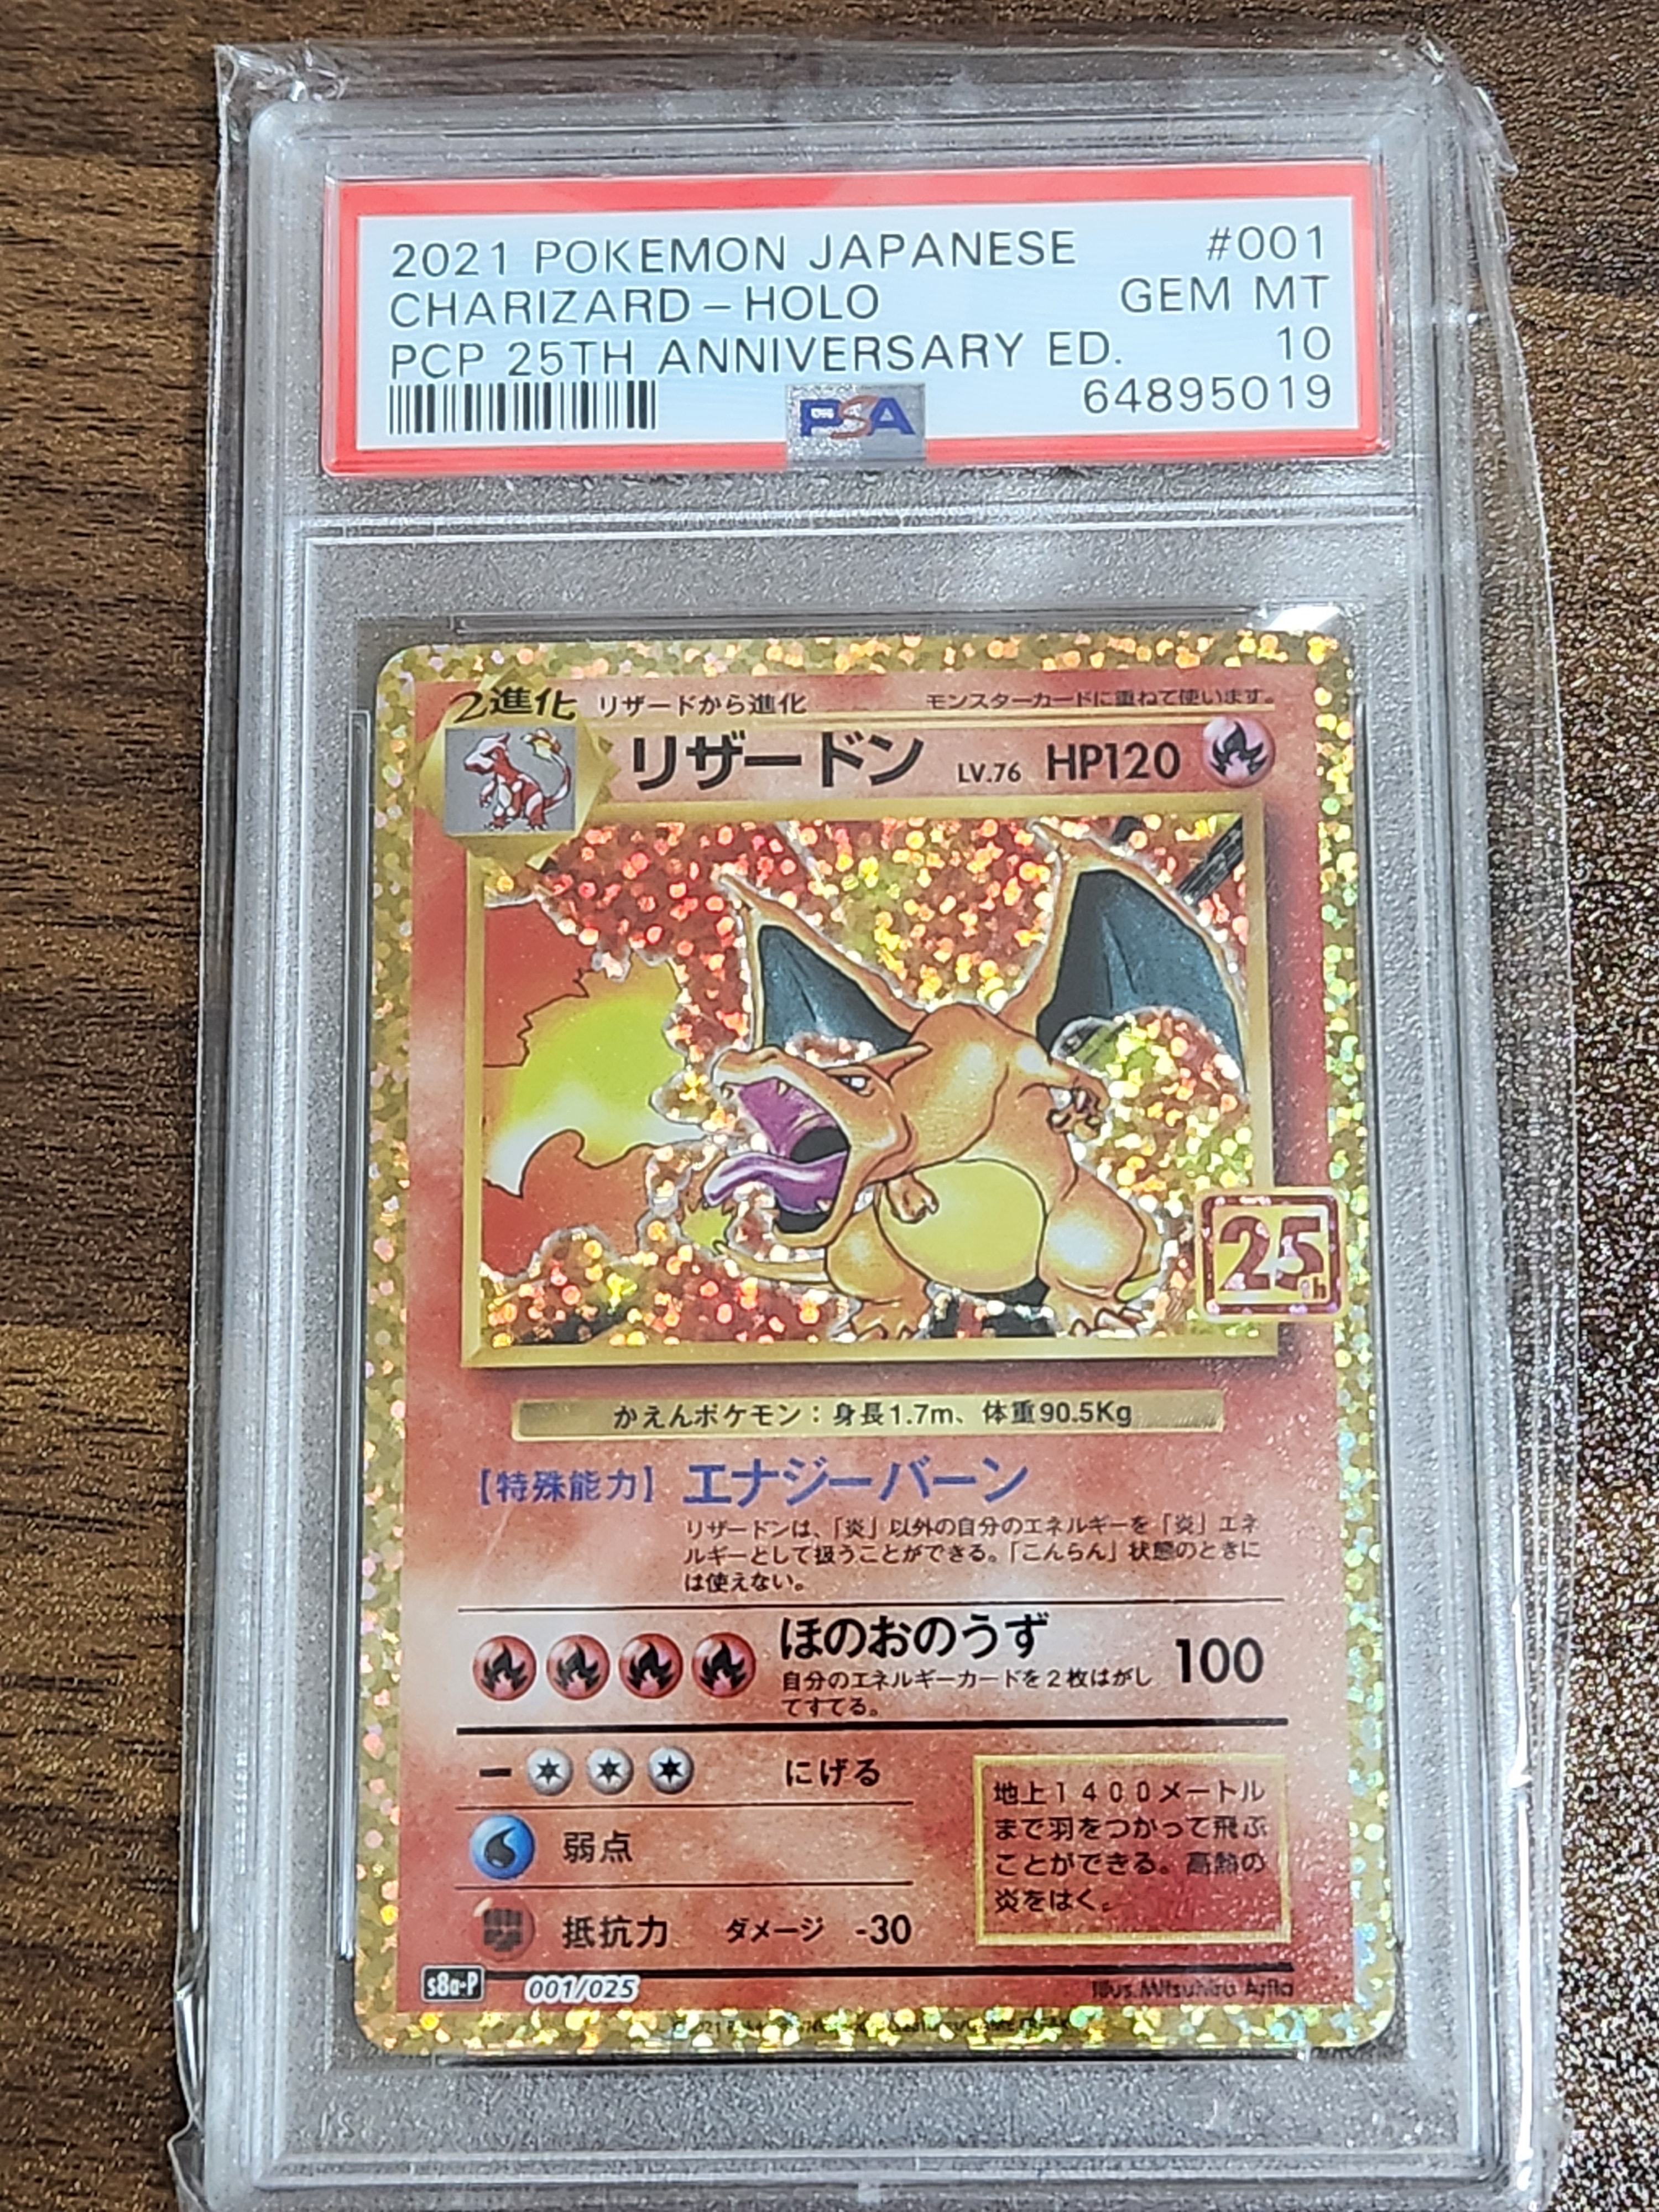 2021 POKEMON JAPANESE #001
CHARIZARD-HOLO GEM MT
PCP 25TH ANNIVERSARY ED. 10
64895019
PSA
2進化 リザードから進化 モンスターカードに重ねて使います。
リザードン LV.76 HP120
25th
かえんポケモン：身長1.7m、体重90.5Kg
【特殊能力】 エナジーバーン
リザードンは、「炎」以外の自分のエネルギーを「炎」エネ
ルギーとして扱うことができる。「こんらん」状態のときに
は使えない。
ほのおのうず 100
自分のエネルギーカードを2枚はがし
てすてる。
にげる
弱点
抵抗力 ダメージ -30
地上1400メートル
まで羽をつかって飛ぶ
ことができる。高熱の
炎をはく。
s8a-P 001/025 Illus.Mitsuhiro Arita